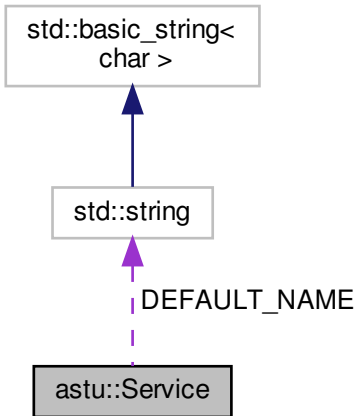 std::basic_string<
char >
std::string
DEFAULT_NAME
astu::Service